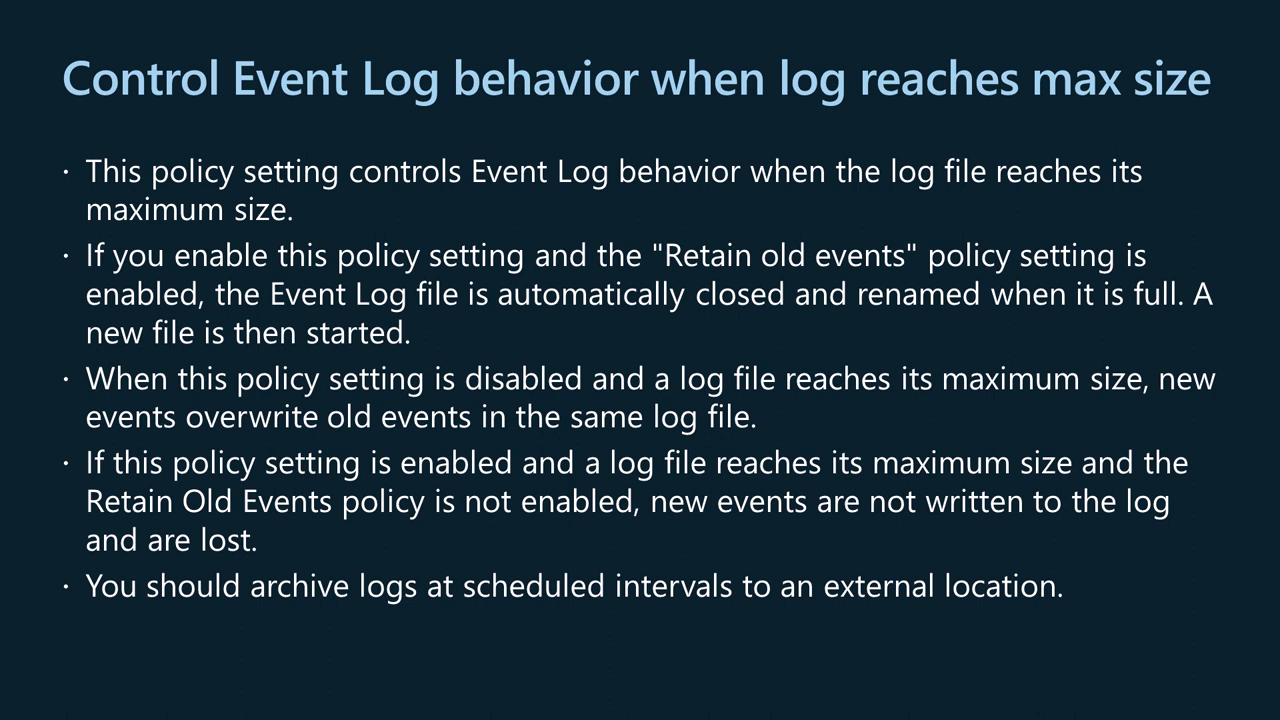 Control Event Log behavior when log reaches max size
• This policy setting controls Event Log behavior when the log file reaches its
maximum size.
• If you enable this policy setting and the "Retain old events" policy setting is
enabled, the Event Log file is automatically closed and renamed when it is full. A
new file is then started.
• When this policy setting is disabled and a log file reaches its maximum size, new
events overwrite old events in the same log file.
• If this policy setting is enabled and a log file reaches its maximum size and the
Retain Old Events policy is not enabled, new events are not written to the log
and are lost.
• You should archive logs at scheduled intervals to an external location.